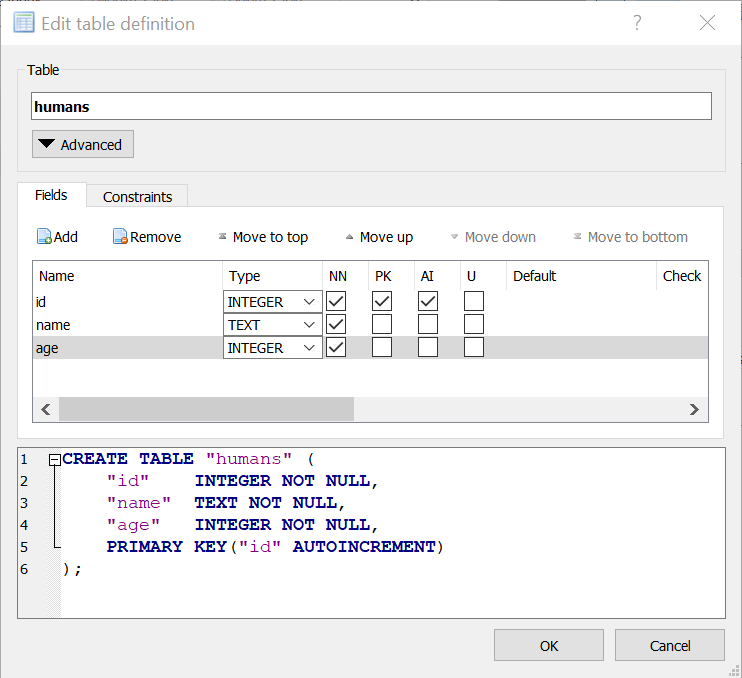 Edit table definition ?
Table
humans
Advanced
Fields Constraints
Add Remove Move to top Move up Move down Move to bottom
Name Type NN PK AI U Default Check
id INTEGER
name TEXT
age INTEGER
1 CREATE TABLE "humans" (
2 "id" INTEGER NOT NULL,
3 "name" TEXT NOT NULL,
4 "age" INTEGER NOT NULL,
5 PRIMARY KEY("id" AUTOINCREMENT)
6 );
OK Cancel